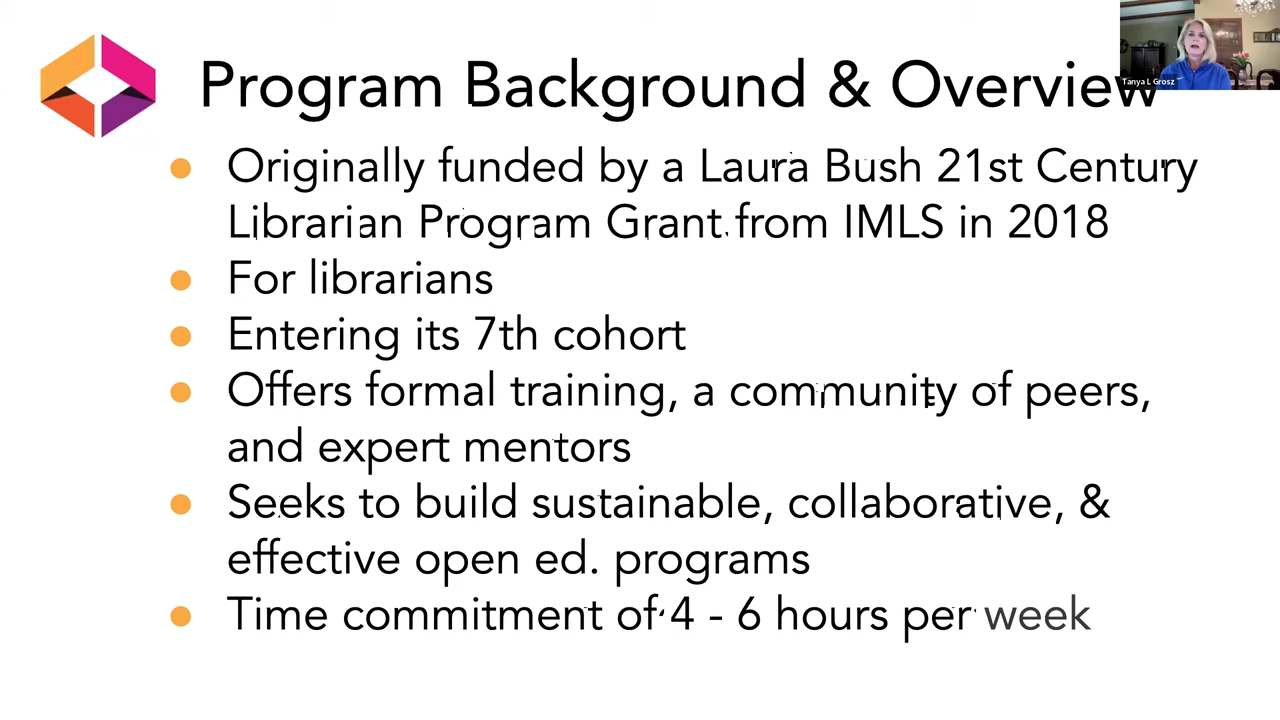 Program Background & Overview
Tanya L Grosz
● Originally funded by a Laura Bush 21st Century
Librarian Program Grant from IMLS in 2018
● For librarians
● Entering its 7th cohort
● Offers formal training, a community of peers,
and expert mentors
● Seeks to build sustainable, collaborative, &
effective open ed. programs
● Time commitment of 4 - 6 hours per week